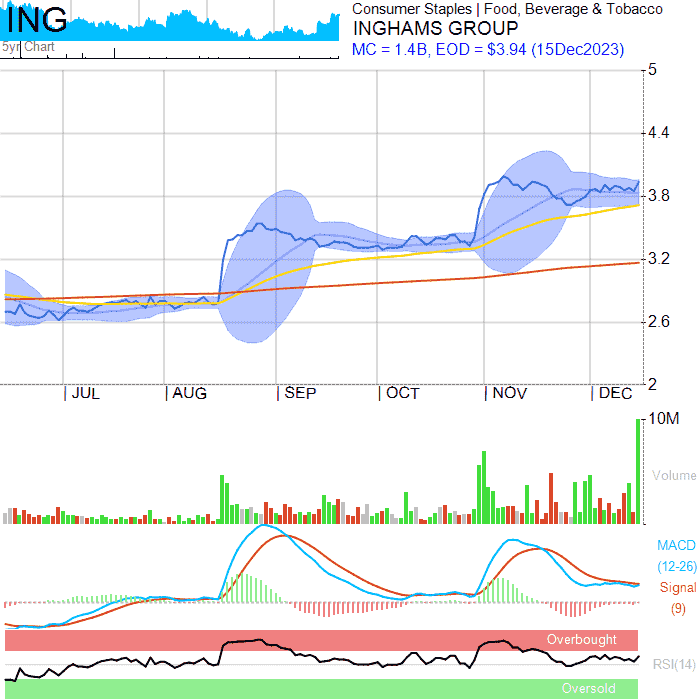 ING
5yr Chart
Consumer Staples | Food, Beverage & Tobacco
INGHAMS GROUP
MC = 1.4B, EOD = $3.94 (15Dec2023)
5
4.4
3.8
3.2
2.6
2
JUL AUG SEP OCT NOV DEC
10M
Volume
MACD
(12-26)
Signal
(9)
Overbought
RSI(14)
Oversold